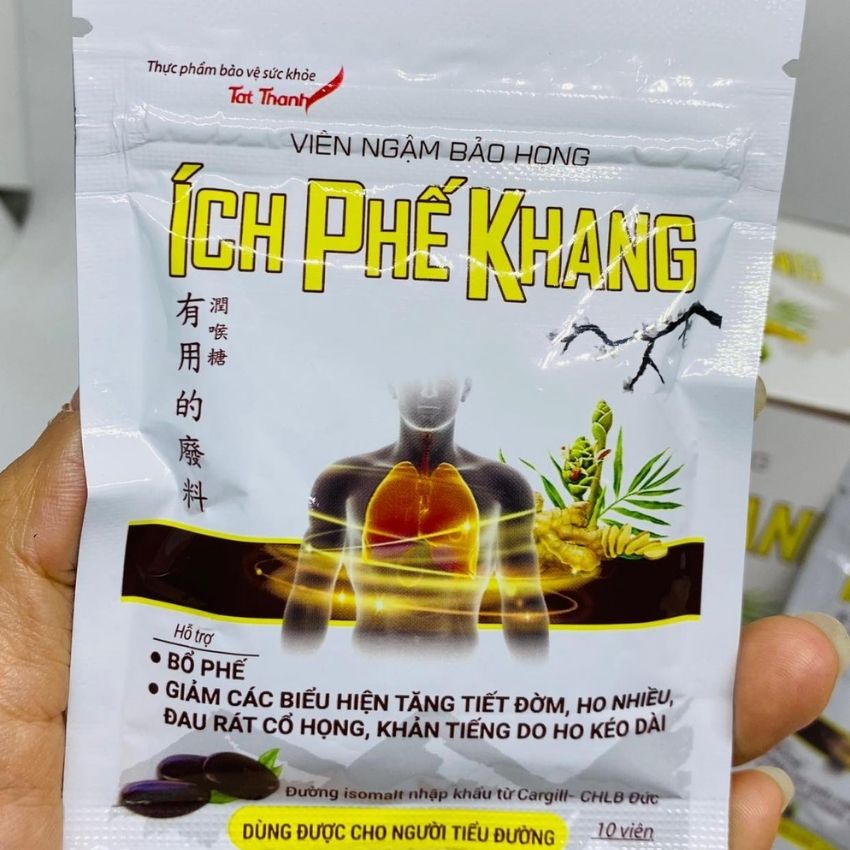 Thực phẩm bảo vệ sức khỏe
Tat Thanh
VIÊN NGẬM BẢO HỌNG
ÍCH PHẾ KHANG
潤喉糖
有用的廢料
Hỗ trợ
• BỔ PHẾ
• GIẢM CÁC BIỂU HIỆN TĂNG TIẾT ĐỜM, HO NHIỀU,
ĐAU RÁT CỔ HỌNG, KHẢN TIẾNG DO HO KÉO DÀI
Đường isomalt nhập khẩu từ Cargill- CHLB Đức
DÙNG ĐƯỢC CHO NGƯỜI TIỂU ĐƯỜNG
10 viên